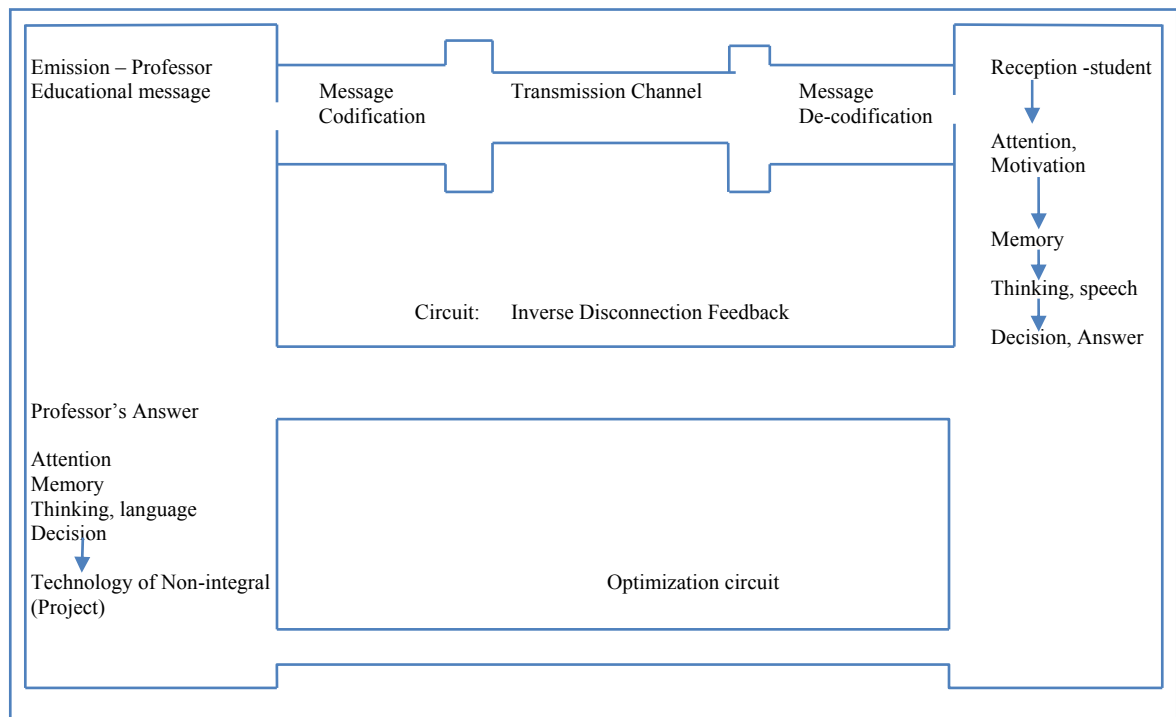 Emission – Professor
Educational message
Message
Codification
Transmission Channel
Message
De-codification
Reception -student
Attention,
Motivation
Memory
Thinking, speech
Decision, Answer
Circuit: Inverse Disconnection Feedback
Professor’s Answer
Attention
Memory
Thinking, language
Decision
Technology of Non-integral
(Project)
Optimization circuit